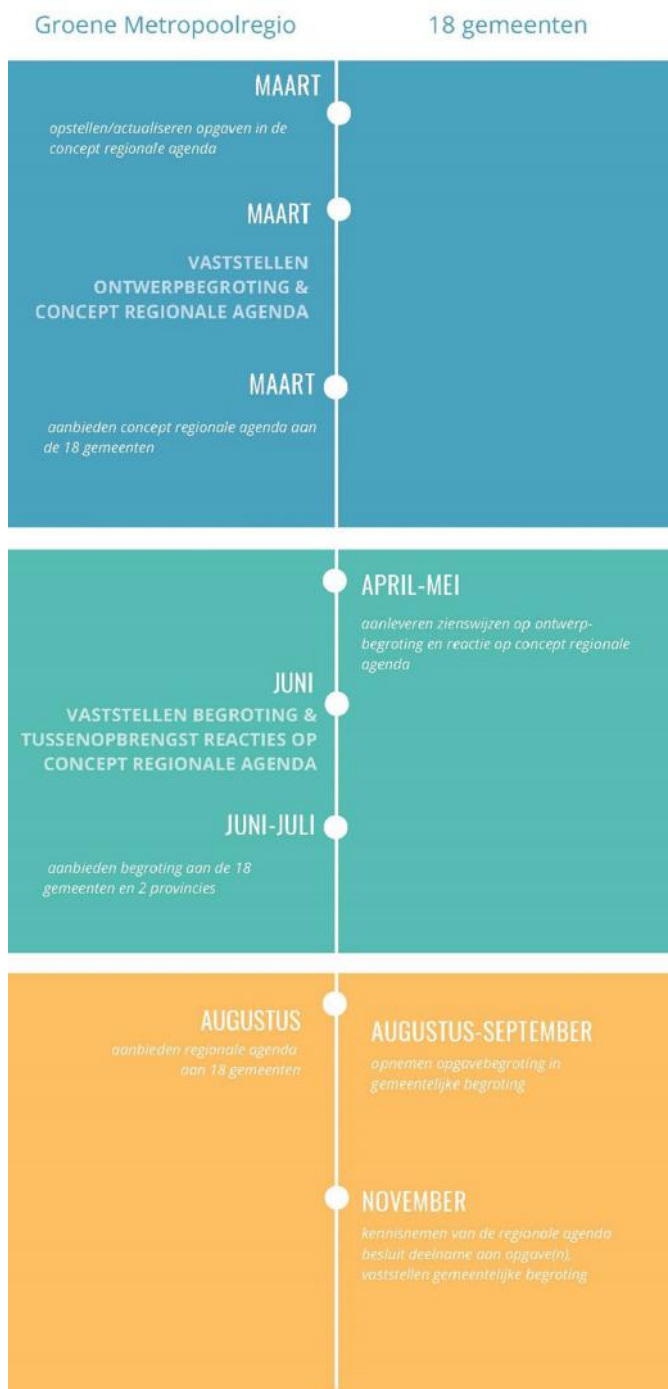 Groene Metropoolregio
18 gemeenten
MAART
opstellen/actualiseren opgaven in de
concept regionale agenda
MAART
VASTSTELLEN
ONTWERPBEGROTING &
CONCEPT REGIONALE AGENDA
MAART
aanbieden concept regionale agenda aan
de 18 gemeenten
APRIL-MEI
aanleveren zienswijzen op ontwerp-
begroting en reactie op concept regionale
agenda
JUNI
VASTSTELLEN BEGROTING &
TUSSENOPBRENGST REACTIES OP
CONCEPT REGIONALE AGENDA
JUNI-JULI
aanbieden begroting aan de 18
gemeenten en 2 provincies
AUGUSTUS
aanbieden regionale agenda
aan 18 gemeenten
AUGUSTUS-SEPTEMBER
opnemen opgavebegroting in
gemeentelijke begroting
NOVEMBER
kennisnemen van de regionale agenda
besluit deelname aan opgave(n),
vaststellen gemeentelijke begroting